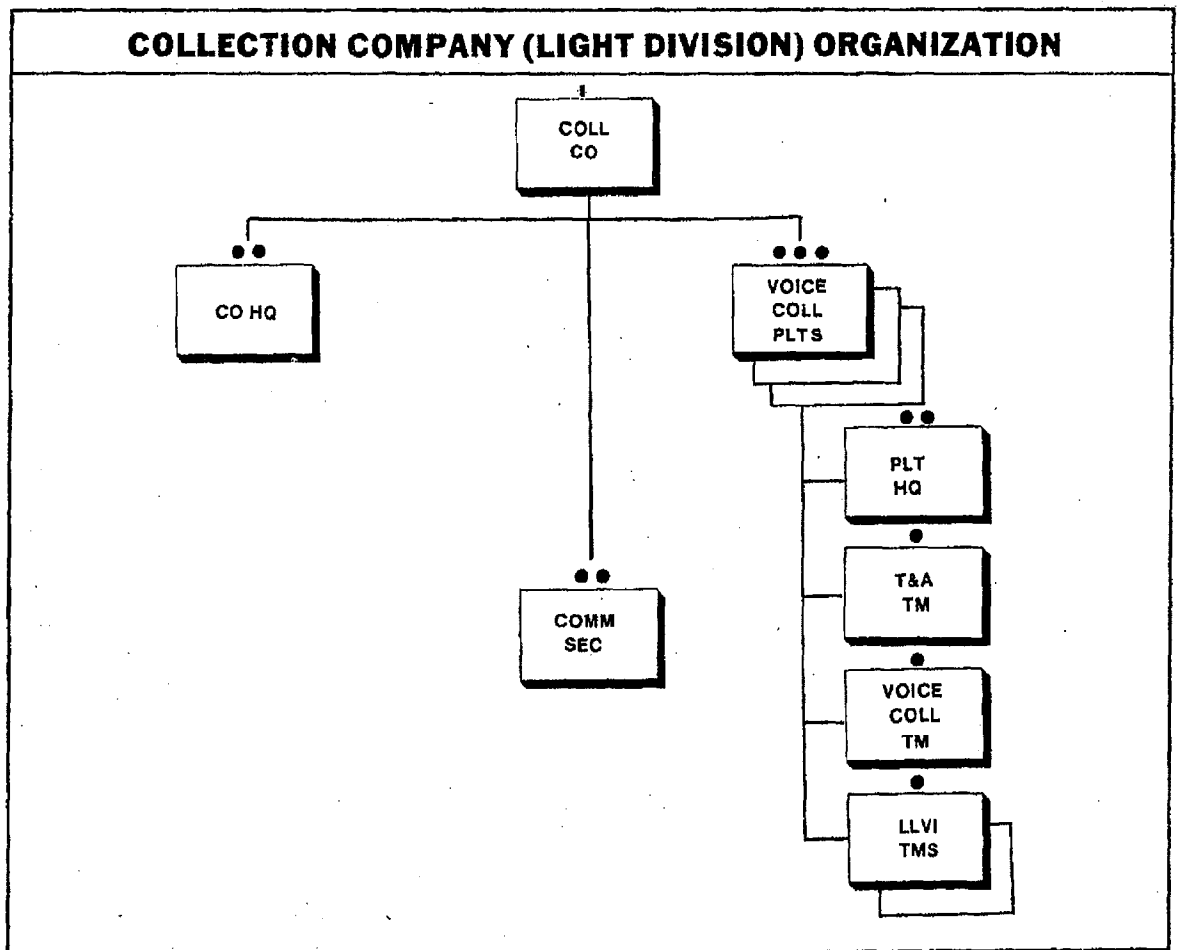 COLLECTION COMPANY (LIGHT DIVISION) ORGANIZATION
COLL
CO
CO HQ
VOICE
COLL
PLTS
PLT
HQ
T&A
TM
COMM
SEC
VOICE
COLL
TM
LLVI
TMS